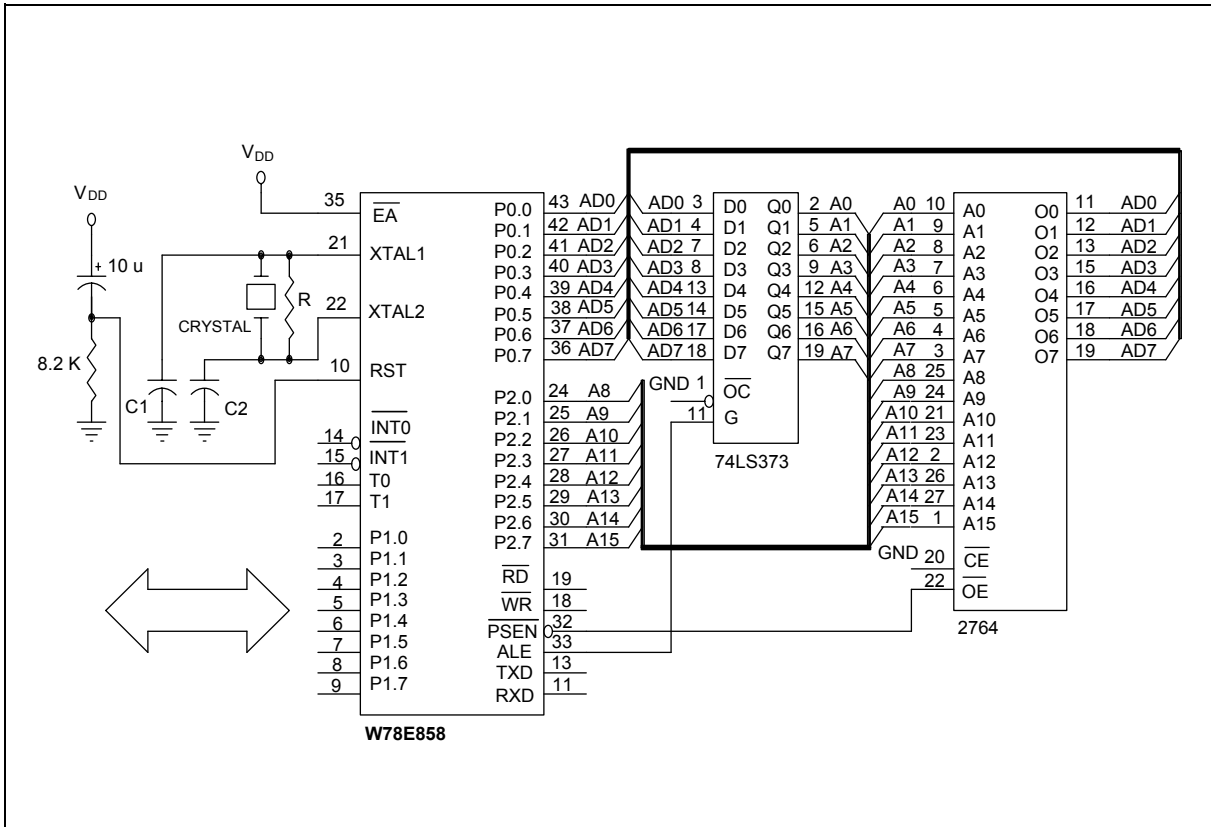 VDD
VDD
10 u
+
8.2 K
C1
C2
CRYSTAL
R
35
EA
21
XTAL1
22
XTAL2
10
RST
14
INT0
15
INT1
16
T0
17
T1
2
P1.0
3
P1.1
4
P1.2
5
P1.3
6
P1.4
7
P1.5
8
P1.6
9
P1.7
P0.0 43 AD0
P0.1 42 AD1
P0.2 41 AD2
P0.3 40 AD3
P0.4 39 AD4
P0.5 38 AD5
P0.6 37 AD6
P0.7 36 AD7
P2.0 24 A8
P2.1 25 A9
P2.2 26 A10
P2.3 27 A11
P2.4 28 A12
P2.5 29 A13
P2.6 30 A14
P2.7 31 A15
RD 19
WR 18
PSEN 32
ALE 33
TXD 13
RXD 11
W78E858
AD0 3 D0 Q0 2 A0
AD1 4 D1 Q1 5 A1
AD2 7 D2 Q2 6 A2
AD3 8 D3 Q3 9 A3
AD4 13 D4 Q4 12 A4
AD5 14 D5 Q5 15 A5
AD6 17 D6 Q6 16 A6
AD7 18 D7 Q7 19 A7
GND 1 OC
11 G
74LS373
A0 10 A0 O0 11 AD0
A1 9 A1 O1 12 AD1
A2 8 A2 O2 13 AD2
A3 7 A3 O3 15 AD3
A4 6 A4 O4 16 AD4
A5 5 A5 O5 17 AD5
A6 4 A6 O6 18 AD6
A7 3 A7 O7 19 AD7
A8 25 A8
A9 24 A9
A10 21 A10
A11 23 A11
A12 2 A12
A13 26 A13
A14 27 A14
A15 1 A15
GND 20 CE
22 OE
2764